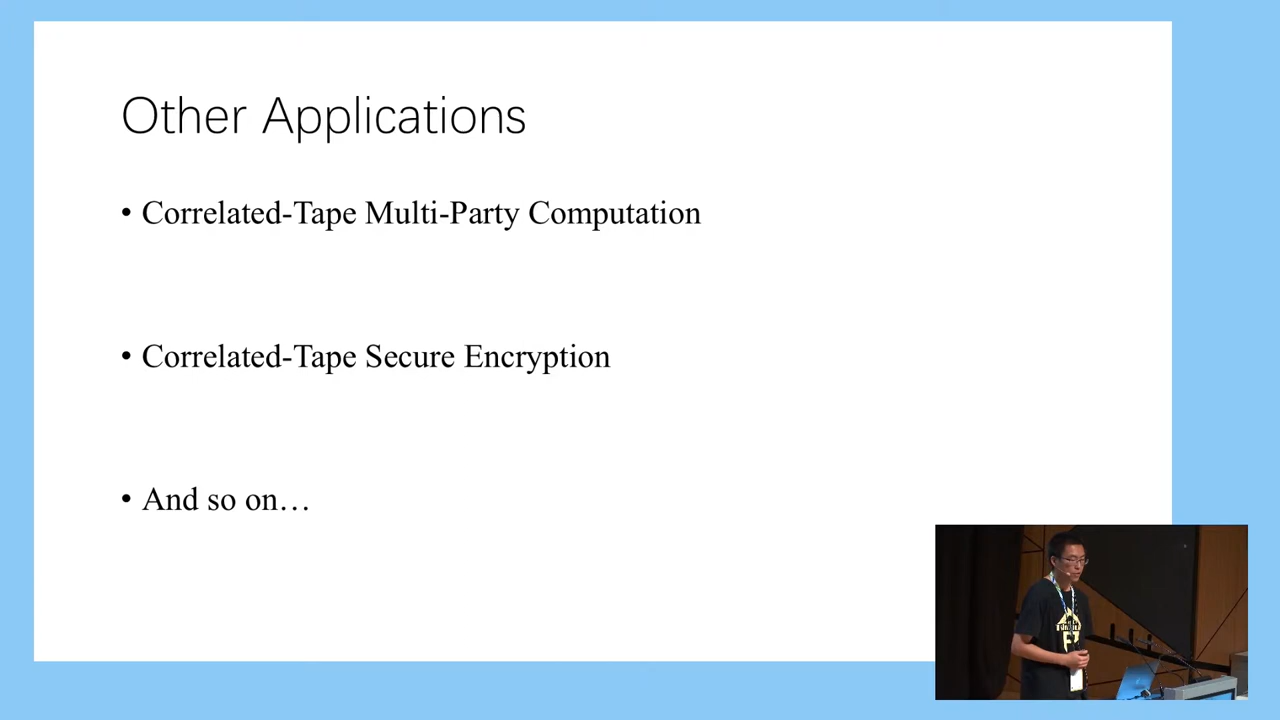 Other Applications
• Correlated-Tape Multi-Party Computation
• Correlated-Tape Secure Encryption
• And so on…